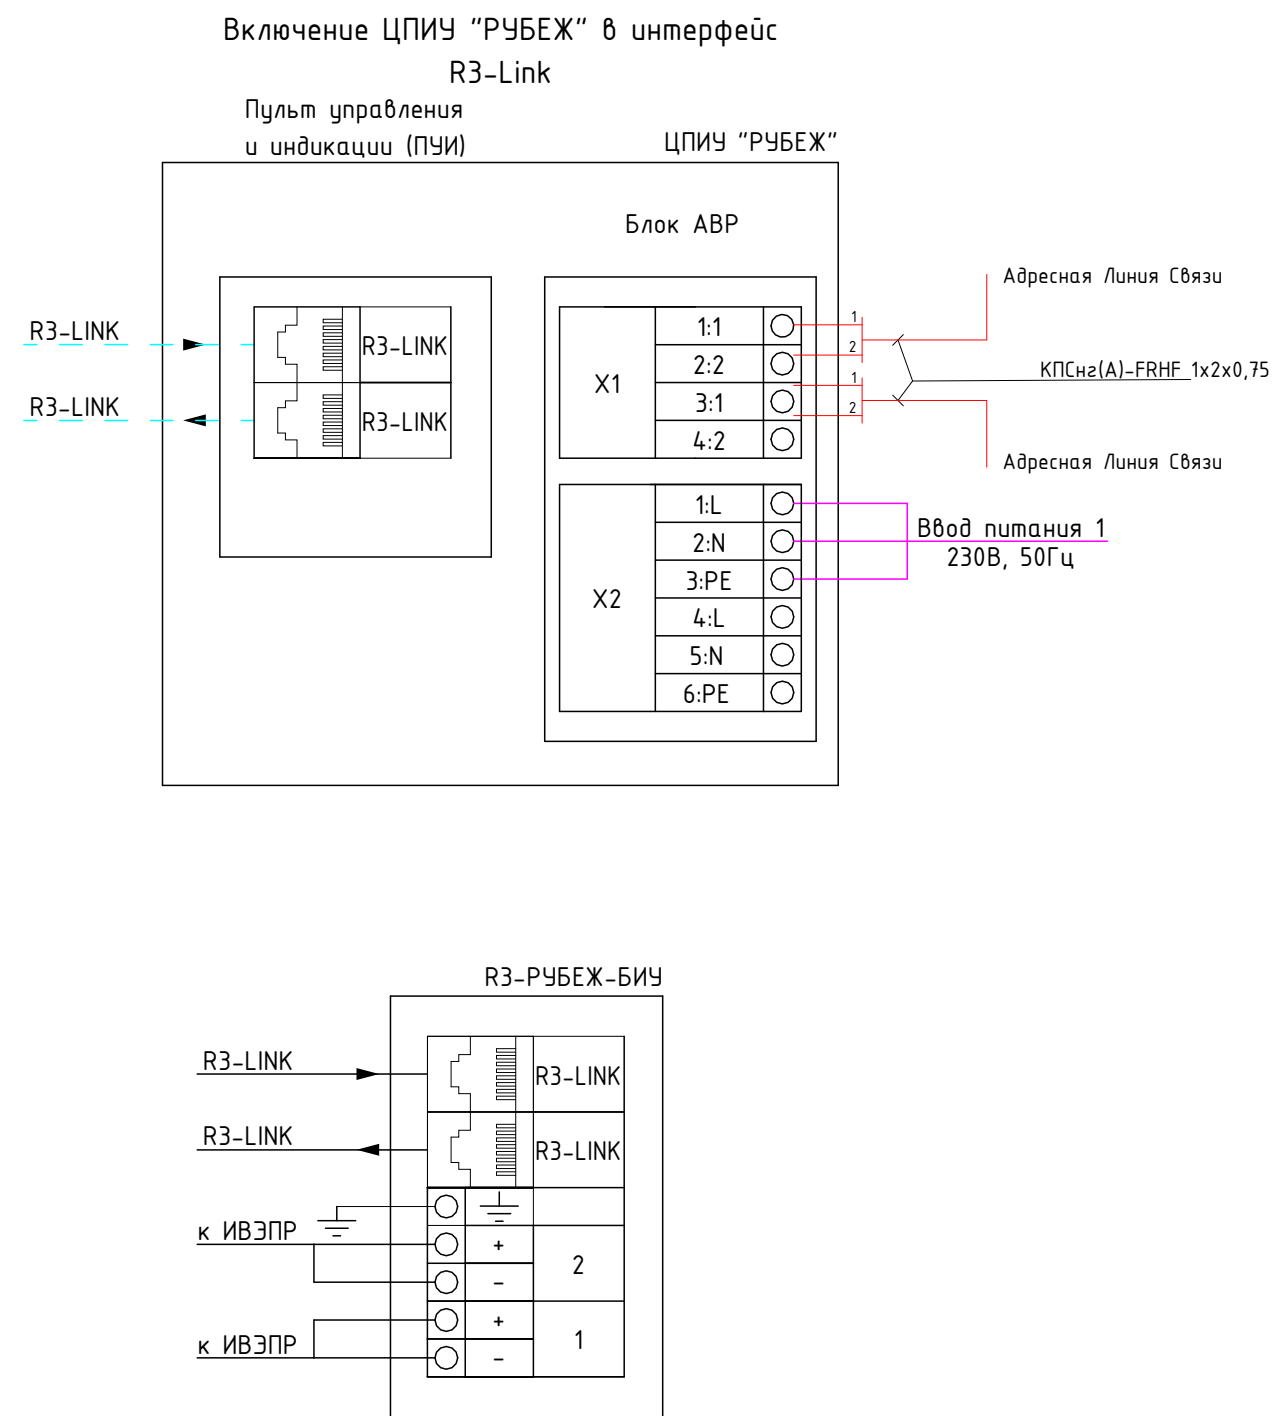 Включение ЦПИУ "РУБЕЖ" в интерфейс
R3-Link
Пульт управления
и индикации (ПУИ)
ЦПИУ "РУБЕЖ"
Блок АВР
R3-LINK
R3-LINK
R3-LINK
R3-LINK
X1
1:1
2:2
3:1
4:2
1
2
1
2
Адресная Линия Связи
КПСнг(А)-FRHF 1x2x0,75
Адресная Линия Связи
X2
1:L
2:N
3:PE
4:L
5:N
6:PE
Ввод питания 1
230В, 50Гц
R3-РУБЕЖ-БИУ
R3-LINK
R3-LINK
R3-LINK
R3-LINK
к ИВЭПР
+
-
2
к ИВЭПР
+
-
1